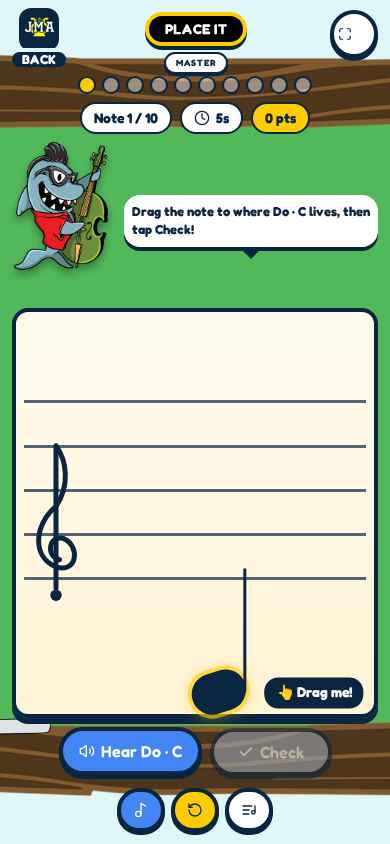 JMA
BACK
PLACE IT
MASTER
Note 1 / 10
5s
0 pts
Drag the note to where Do · C lives, then
tap Check!
👆 Drag me!
Hear Do · C
Check